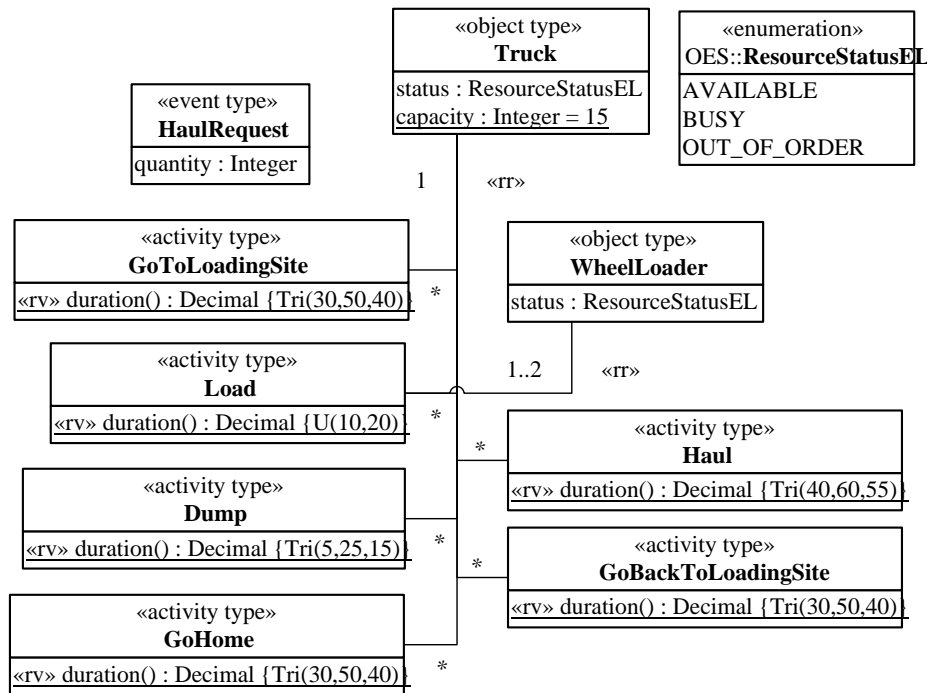 «object type»
Truck
status : ResourceStatusEL
capacity : Integer = 15
«enumeration»
OES::ResourceStatusEL
AVAILABLE
BUSY
OUT_OF_ORDER
«event type»
HaulRequest
quantity : Integer
1
«rr»
«activity type»
GoToLoadingSite
«rv» duration() : Decimal {Tri(30,50,40)}
*
«object type»
WheelLoader
status : ResourceStatusEL
1..2
«rr»
«activity type»
Load
«rv» duration() : Decimal {U(10,20)}
*
«activity type»
Haul
«rv» duration() : Decimal {Tri(40,60,55)}
*
«activity type»
Dump
«rv» duration() : Decimal {Tri(5,25,15)}
*
«activity type»
GoBackToLoadingSite
«rv» duration() : Decimal {Tri(30,50,40)}
*
«activity type»
GoHome
«rv» duration() : Decimal {Tri(30,50,40)}
*